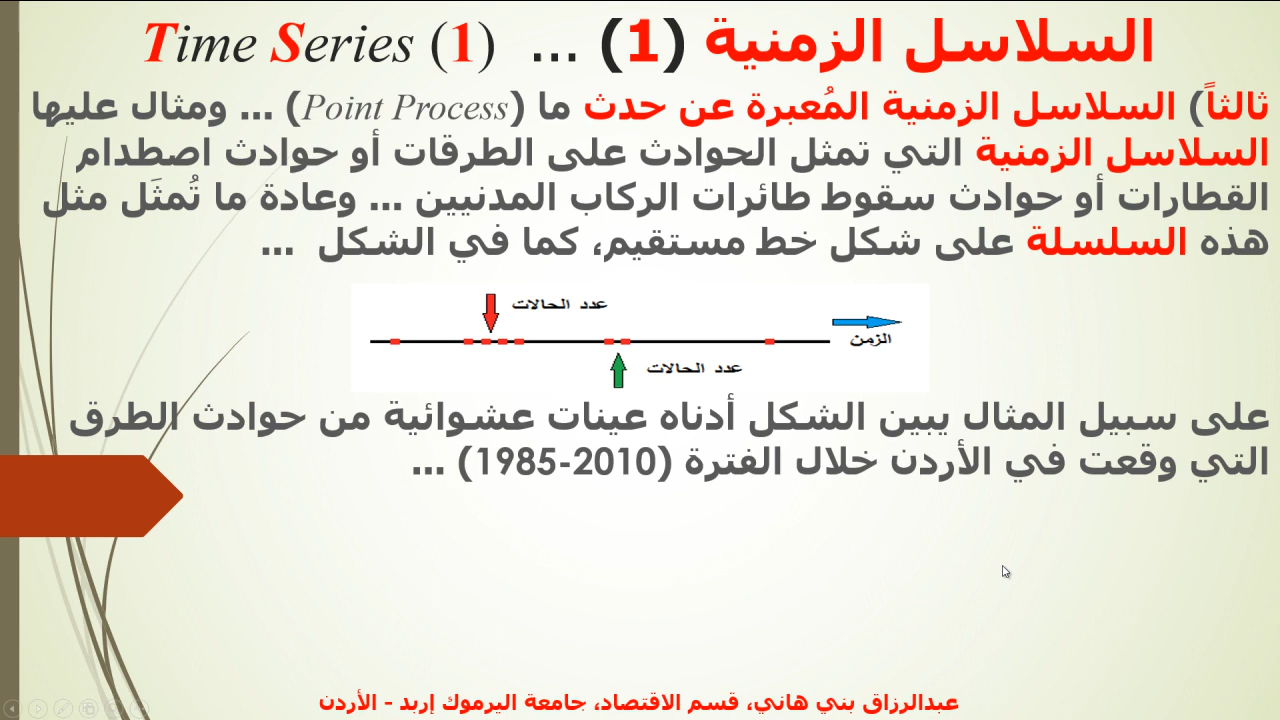 السلاسل الزمنية (1) ... Time Series (1)
ثالثاً) السلاسل الزمنية المُعبرة عن حدث ما (Point Process) ... ومثال عليها
السلاسل الزمنية التي تمثل الحوادث على الطرقات أو حوادث اصطدام
القطارات أو حوادث سقوط طائرات الركاب المدنيين ... وعادة ما تُمثَل مثل
هذه السلسلة على شكل خط مستقيم، كما في الشكل ...
عدد الحالات
الزمن
عدد الحالات
على سبيل المثال يبين الشكل أدناه عينات عشوائية من حوادث الطرق
التي وقعت في الأردن خلال الفترة (2010-1985) ...
عبدالرزاق بني هاني، قسم الاقتصاد، جامعة اليرموك إربد - الأردن